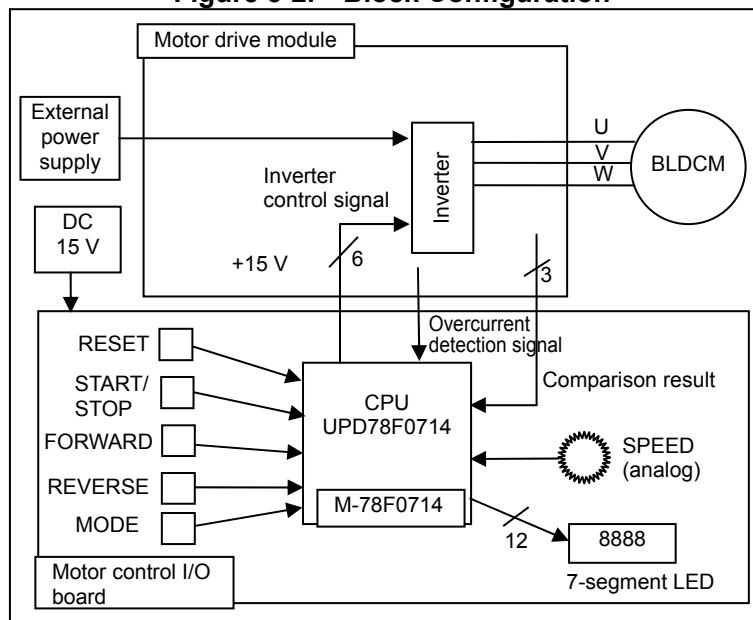 Figure 3-2. Block Configuration
Motor drive module
External
power
supply
Inverter
U
V
W
BLDCM
Inverter
control signal
DC
15 V
+15 V
6
3
Overcurrent
detection signal
RESET
START/
STOP
FORWARD
REVERSE
MODE
CPU
UPD78F0714
M-78F0714
Comparison result
SPEED
(analog)
12
8888
7-segment LED
Motor control I/O
board